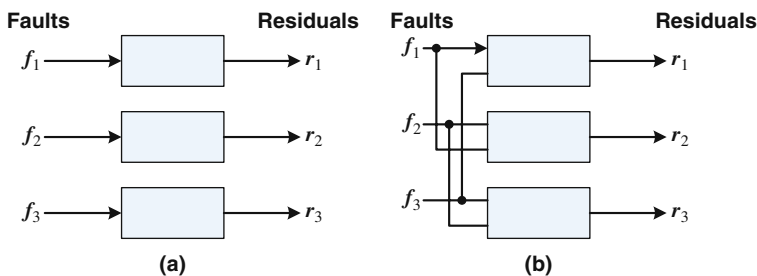 Faults Residuals
f1 r1
f2 r2
f3 r3
(a)
Faults Residuals
f1 r1
f2 r2
f3 r3
(b)